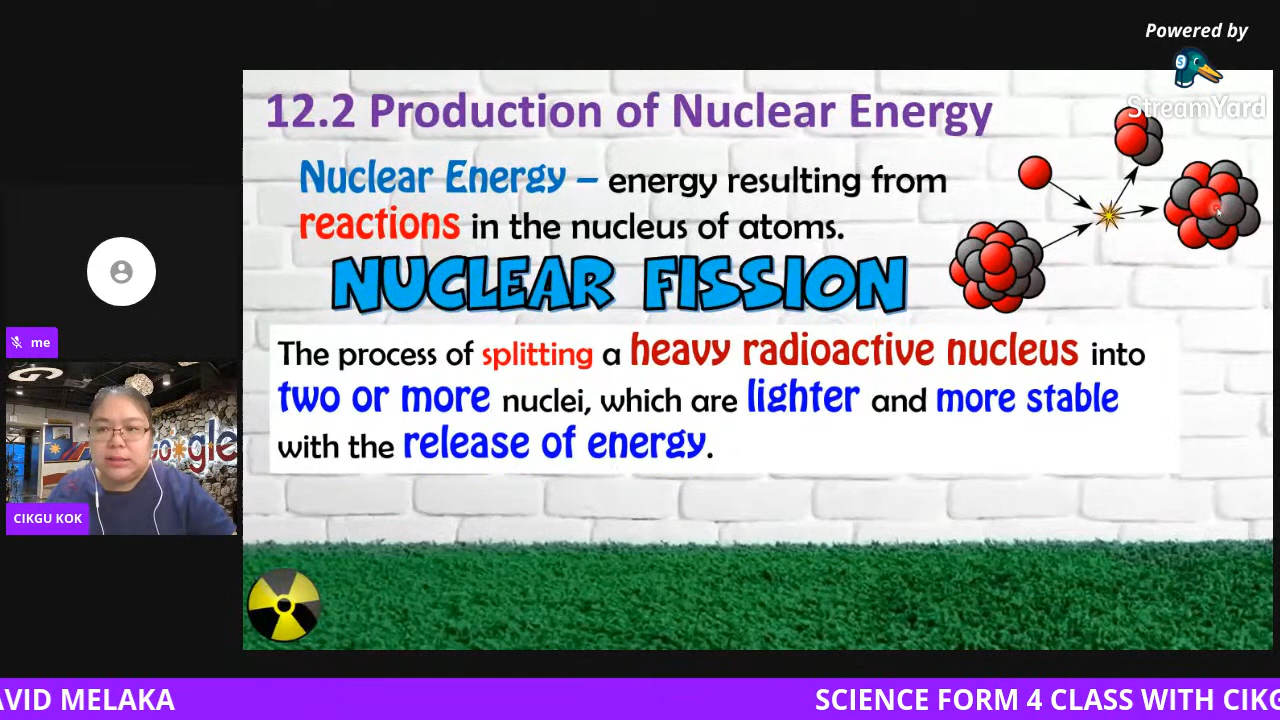 Powered by
StreamYard
12.2 Production of Nuclear Energy
Nuclear Energy – energy resulting from
reactions in the nucleus of atoms.
NUCLEAR FISSION
The process of splitting a heavy radioactive nucleus into
two or more nuclei, which are lighter and more stable
with the release of energy.
me
Google
CIKGU KOK
AVID MELAKA
SCIENCE FORM 4 CLASS WITH CIKG